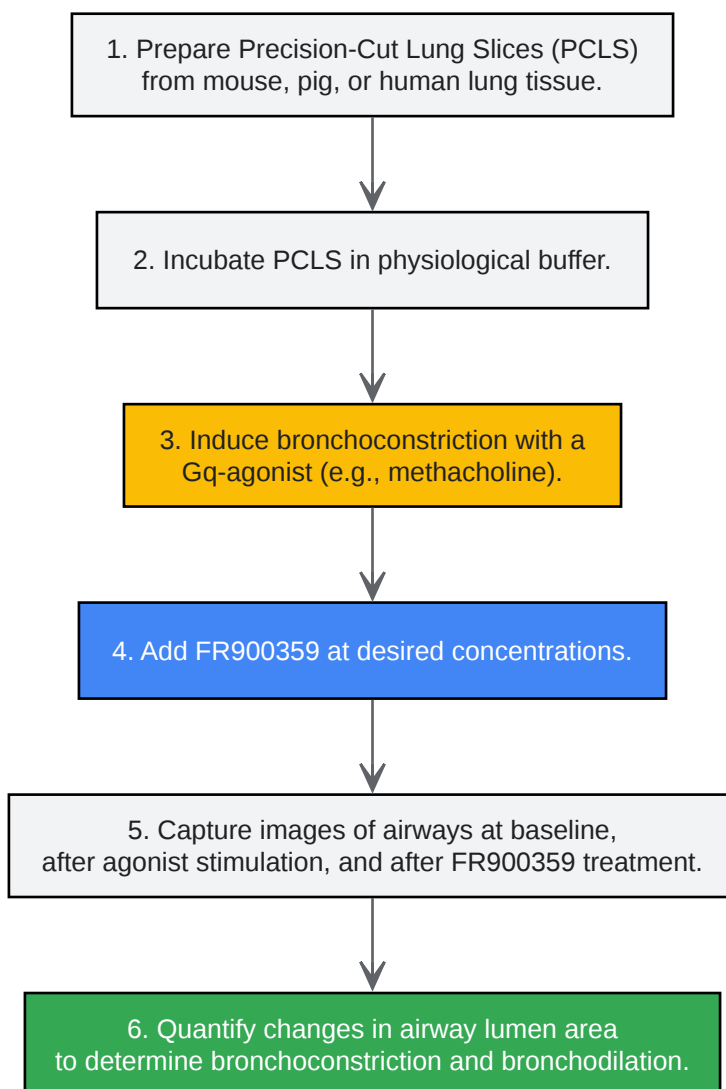 1. Prepare Precision-Cut Lung Slices (PCLS)
from mouse, pig, or human lung tissue.
2. Incubate PCLS in physiological buffer.
3. Induce bronchoconstriction with a
Gq-agonist (e.g., methacholine).
4. Add FR900359 at desired concentrations.
5. Capture images of airways at baseline,
after agonist stimulation, and after FR900359 treatment.
6. Quantify changes in airway lumen area
to determine bronchoconstriction and bronchodilation.